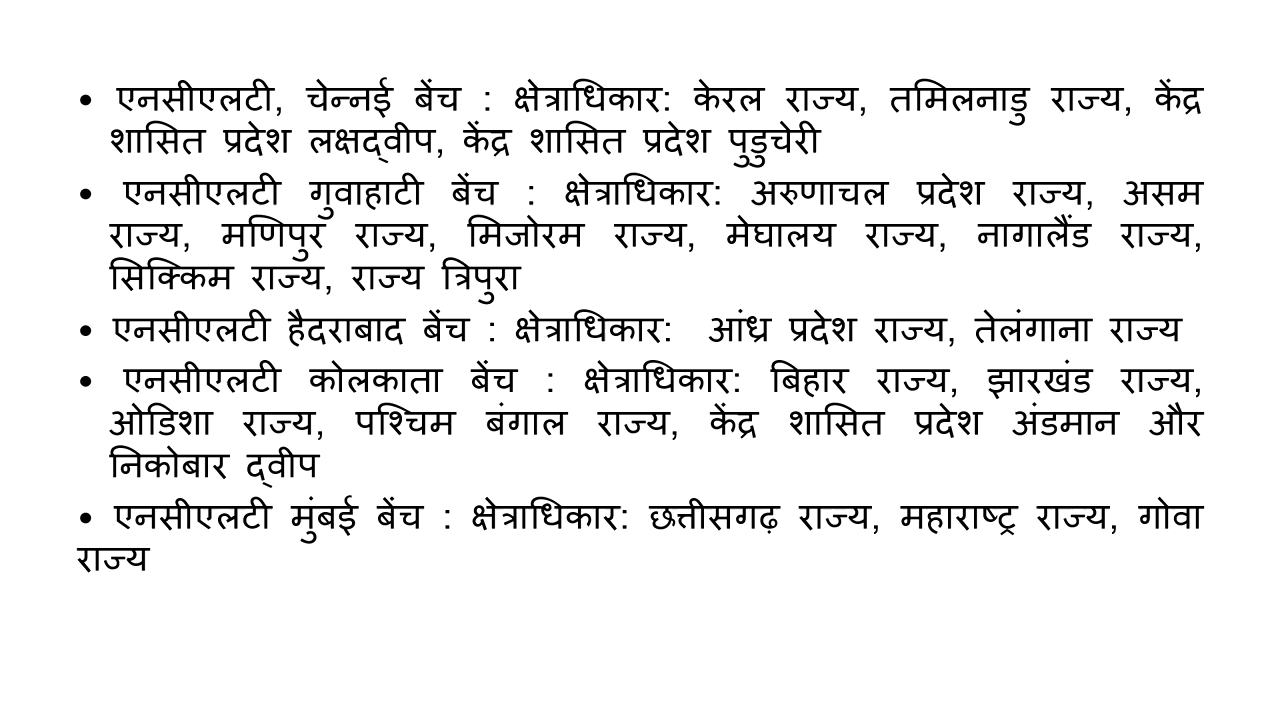 • एनसीएलटी, चेन्नई बेंच : क्षेत्राधिकार: केरल राज्य, तमिलनाडु राज्य, केंद्र
शासित प्रदेश लक्षद्वीप, केंद्र शासित प्रदेश पुडुचेरी
• एनसीएलटी गुवाहाटी बेंच : क्षेत्राधिकार: अरुणाचल प्रदेश राज्य, असम
राज्य, मणिपुर राज्य, मिजोरम राज्य, मेघालय राज्य, नागालैंड राज्य,
सिक्किम राज्य, राज्य त्रिपुरा
• एनसीएलटी हैदराबाद बेंच : क्षेत्राधिकार: आंध्र प्रदेश राज्य, तेलंगाना राज्य
• एनसीएलटी कोलकाता बेंच : क्षेत्राधिकार: बिहार राज्य, झारखंड राज्य,
ओडिशा राज्य, पश्चिम बंगाल राज्य, केंद्र शासित प्रदेश अंडमान और
निकोबार द्वीप
• एनसीएलटी मुंबई बेंच : क्षेत्राधिकार: छत्तीसगढ़ राज्य, महाराष्ट्र राज्य, गोवा
राज्य